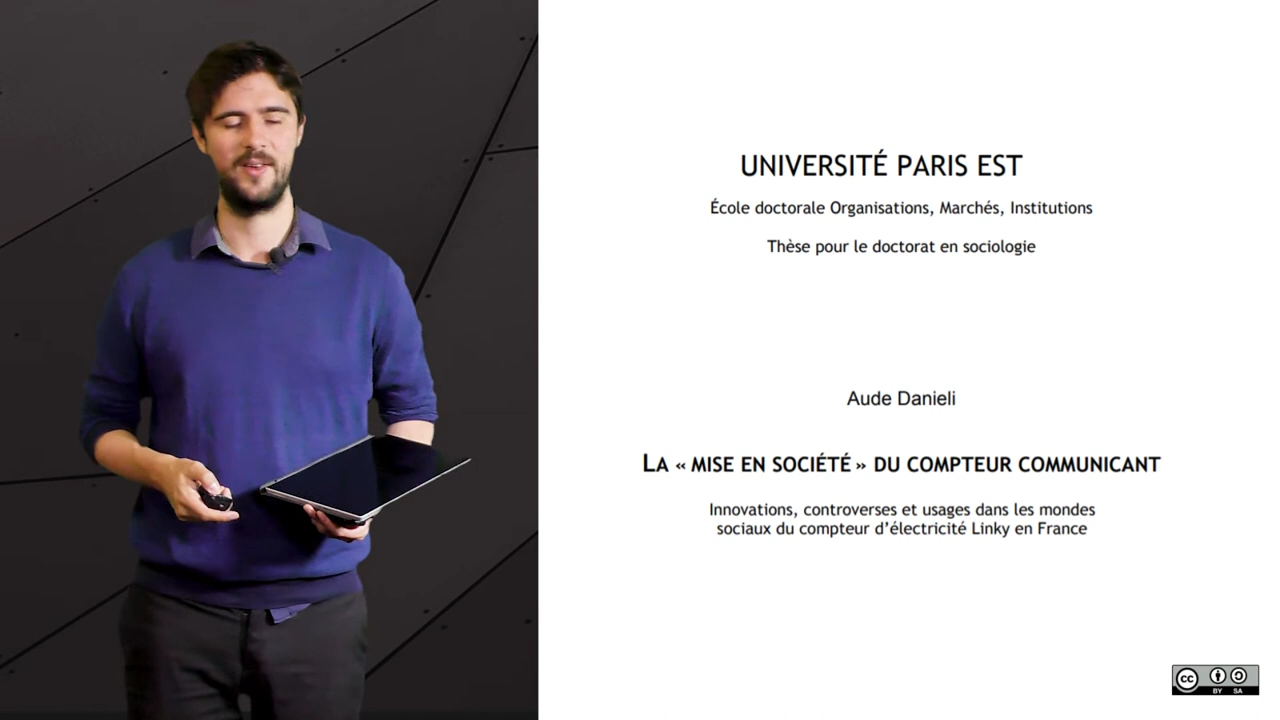 UNIVERSITÉ PARIS EST
École doctorale Organisations, Marchés, Institutions
Thèse pour le doctorat en sociologie
Aude Danieli
LA « MISE EN SOCIÉTÉ » DU COMPTEUR COMMUNICANT
Innovations, controverses et usages dans les mondes
sociaux du compteur d’électricité Linky en France
cc
BY SA